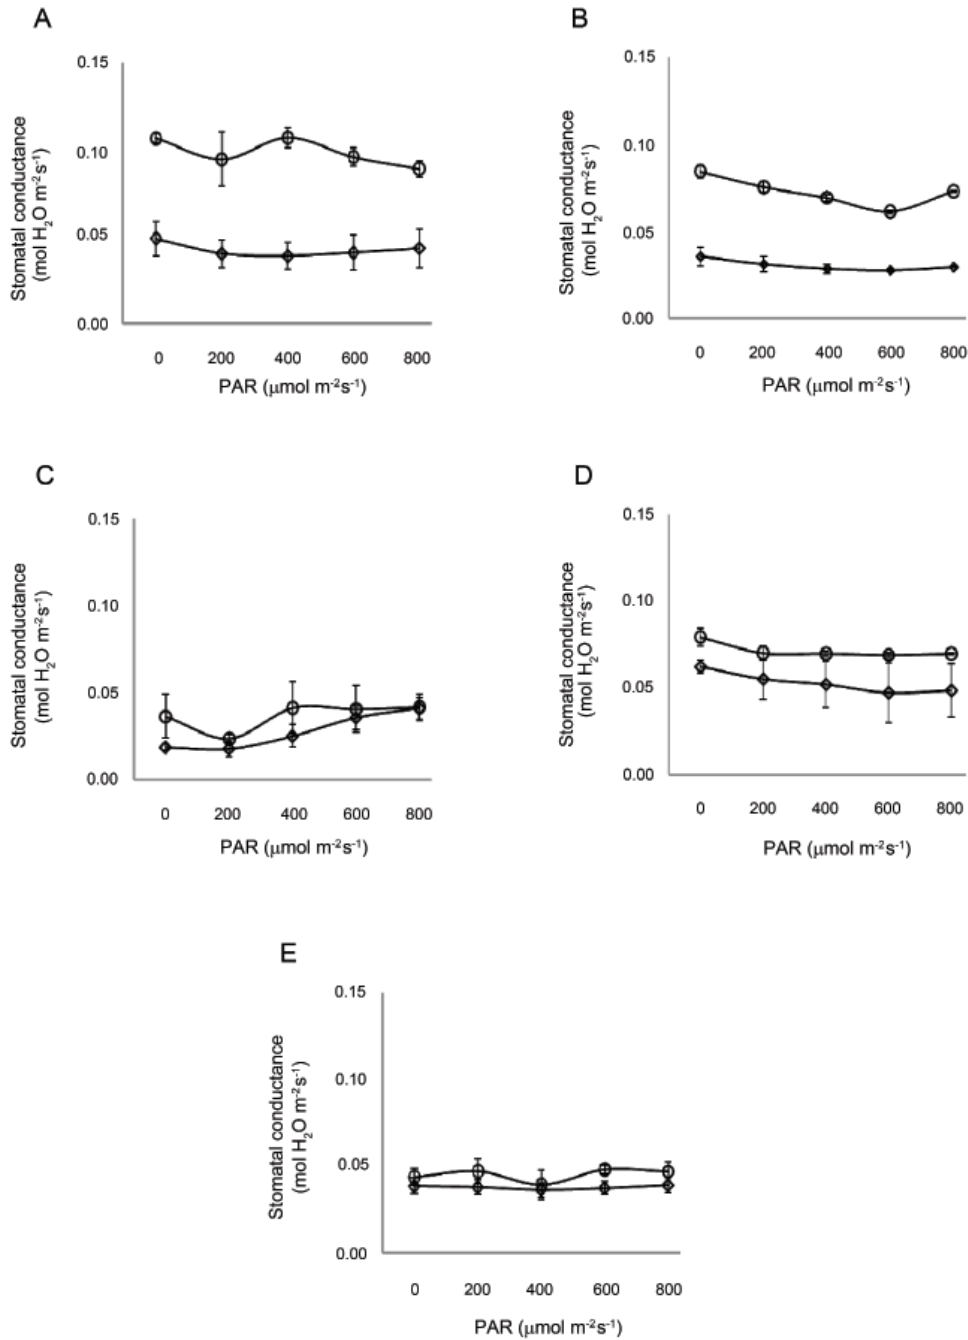 A
Stomatal conductance
(mol H₂O m⁻²s⁻¹)
0.15
0.10
0.05
0.00
0 200 400 600 800
PAR (μmol m⁻²s⁻¹)
B
Stomatal conductance
(mol H₂O m⁻²s⁻¹)
0.15
0.10
0.05
0.00
0 200 400 600 800
PAR (μmol m⁻²s⁻¹)
C
Stomatal conductance
(mol H₂O m⁻²s⁻¹)
0.15
0.10
0.05
0.00
0 200 400 600 800
PAR (μmol m⁻²s⁻¹)
D
Stomatal conductance
(mol H₂O m⁻²s⁻¹)
0.15
0.10
0.05
0.00
0 200 400 600 800
PAR (μmol m⁻²s⁻¹)
E
Stomatal conductance
(mol H₂O m⁻²s⁻¹)
0.15
0.10
0.05
0.00
0 200 400 600 800
PAR (μmol m⁻²s⁻¹)